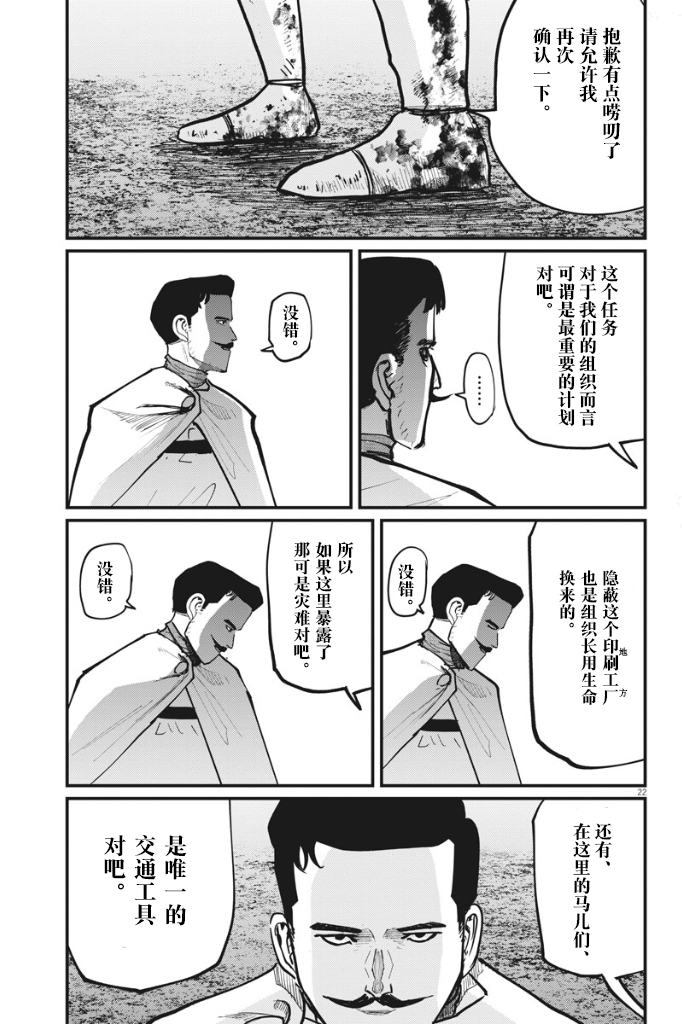 抱歉有点唠叨了
请允许我
再次
确认一下。
这个任务
对于我们的组织而言
可谓是最重要的计划
对吧。
……
没错。
隐蔽这个印刷工厂
地方
也是组织长用生命
换来的。
没错。
所以
如果这里暴露了
那可是灾难对吧。
没错。
22
还有、
在这里的马儿们、
是唯一的
交通工具
对吧。